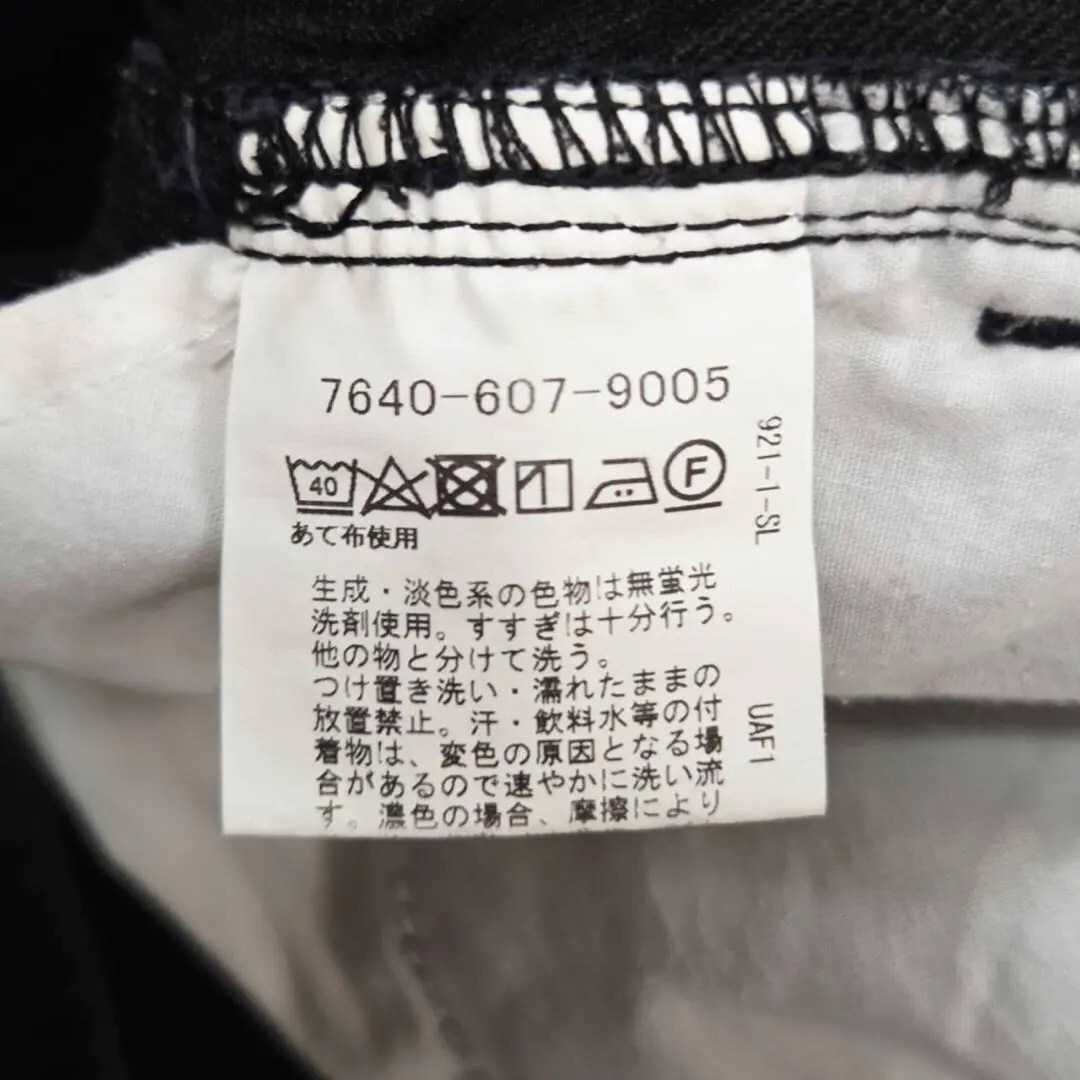 7640-607-9005
40
F
あて布使用
生成・淡色系の色物は無蛍光
洗剤使用。すすぎは十分行う。
他の物と分けて洗う。
つけ置き洗い・濡れたままの
放置禁止。汗・飲料水等の付
着物は、変色の原因となる場
合があるので速やかに洗い流
す。濃色の場合、摩擦により
921-1-SL
UAF1